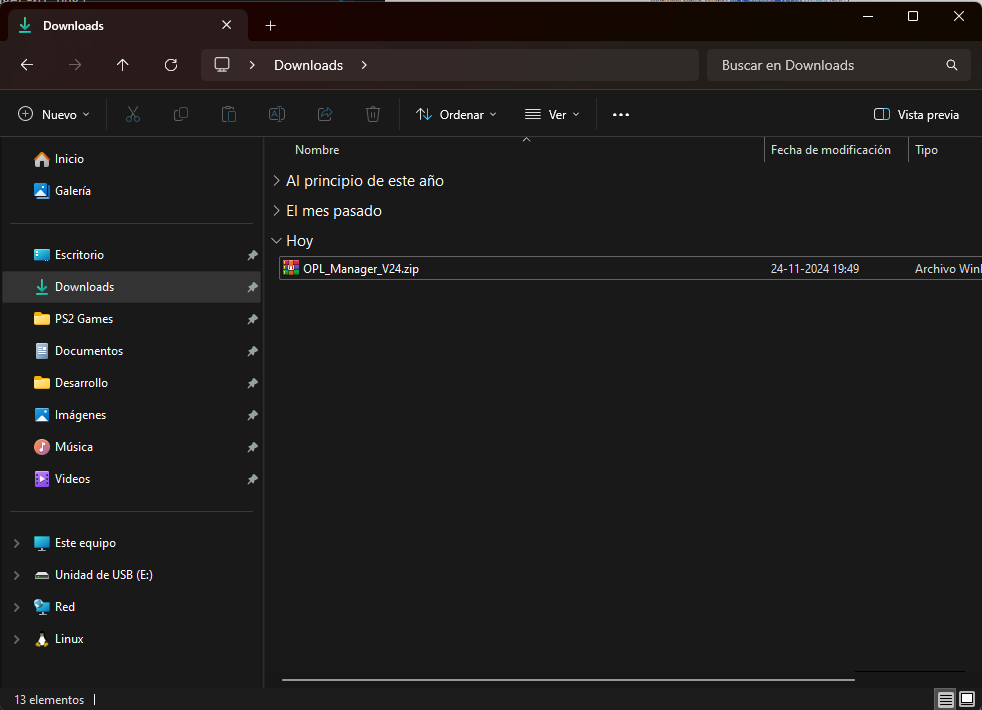 Downloads
Downloads
Buscar en Downloads
Nuevo
Ordenar
Ver
Vista previa
Inicio
Galería
Escritorio
Downloads
PS2 Games
Documentos
Desarrollo
Imágenes
Música
Videos
Este equipo
Unidad de USB (E:)
Red
Linux
Nombre Fecha de modificación Tipo
Al principio de este año
El mes pasado
Hoy
OPL_Manager_V24.zip 24-11-2024 19:49 Archivo Win
13 elementos